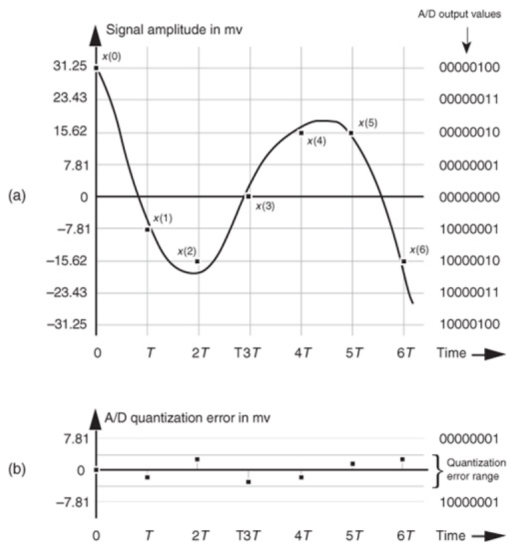 A/D output values
Signal amplitude in mv
x(0)
31.25 00000100
23.43 00000011
x(5)
15.62 00000010
x(4)
7.81 00000001
(a)
0 00000000
x(3)
x(1)
–7.81 10000001
x(2) x(6)
–15.62 10000010
–23.43 10000011
–31.25 10000100
0 T 2T T3T 4T 5T 6T Time
A/D quantization error in mv
7.81 00000001
(b)
0 } Quantization
error range
–7.81 10000001
0 T 2T T3T 4T 5T 6T Time